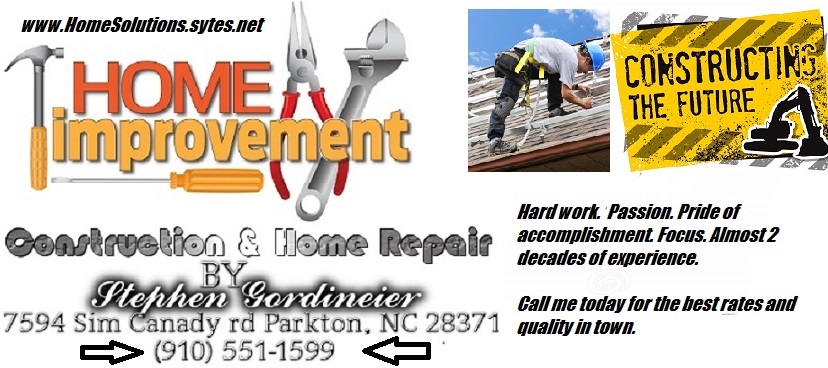 www.HomeSolutions.sytes.net
HOME
improvement
Construction & Home Repair
BY
Stephen Gordineier
7594 Sim Canady rd Parkton, NC 28371
(910) 551-1599
CONSTRUCTING
THE FUTURE
Hard work. Passion. Pride of
accomplishment. Focus. Almost 2
decades of experience.
Call me today for the best rates and
quality in town.